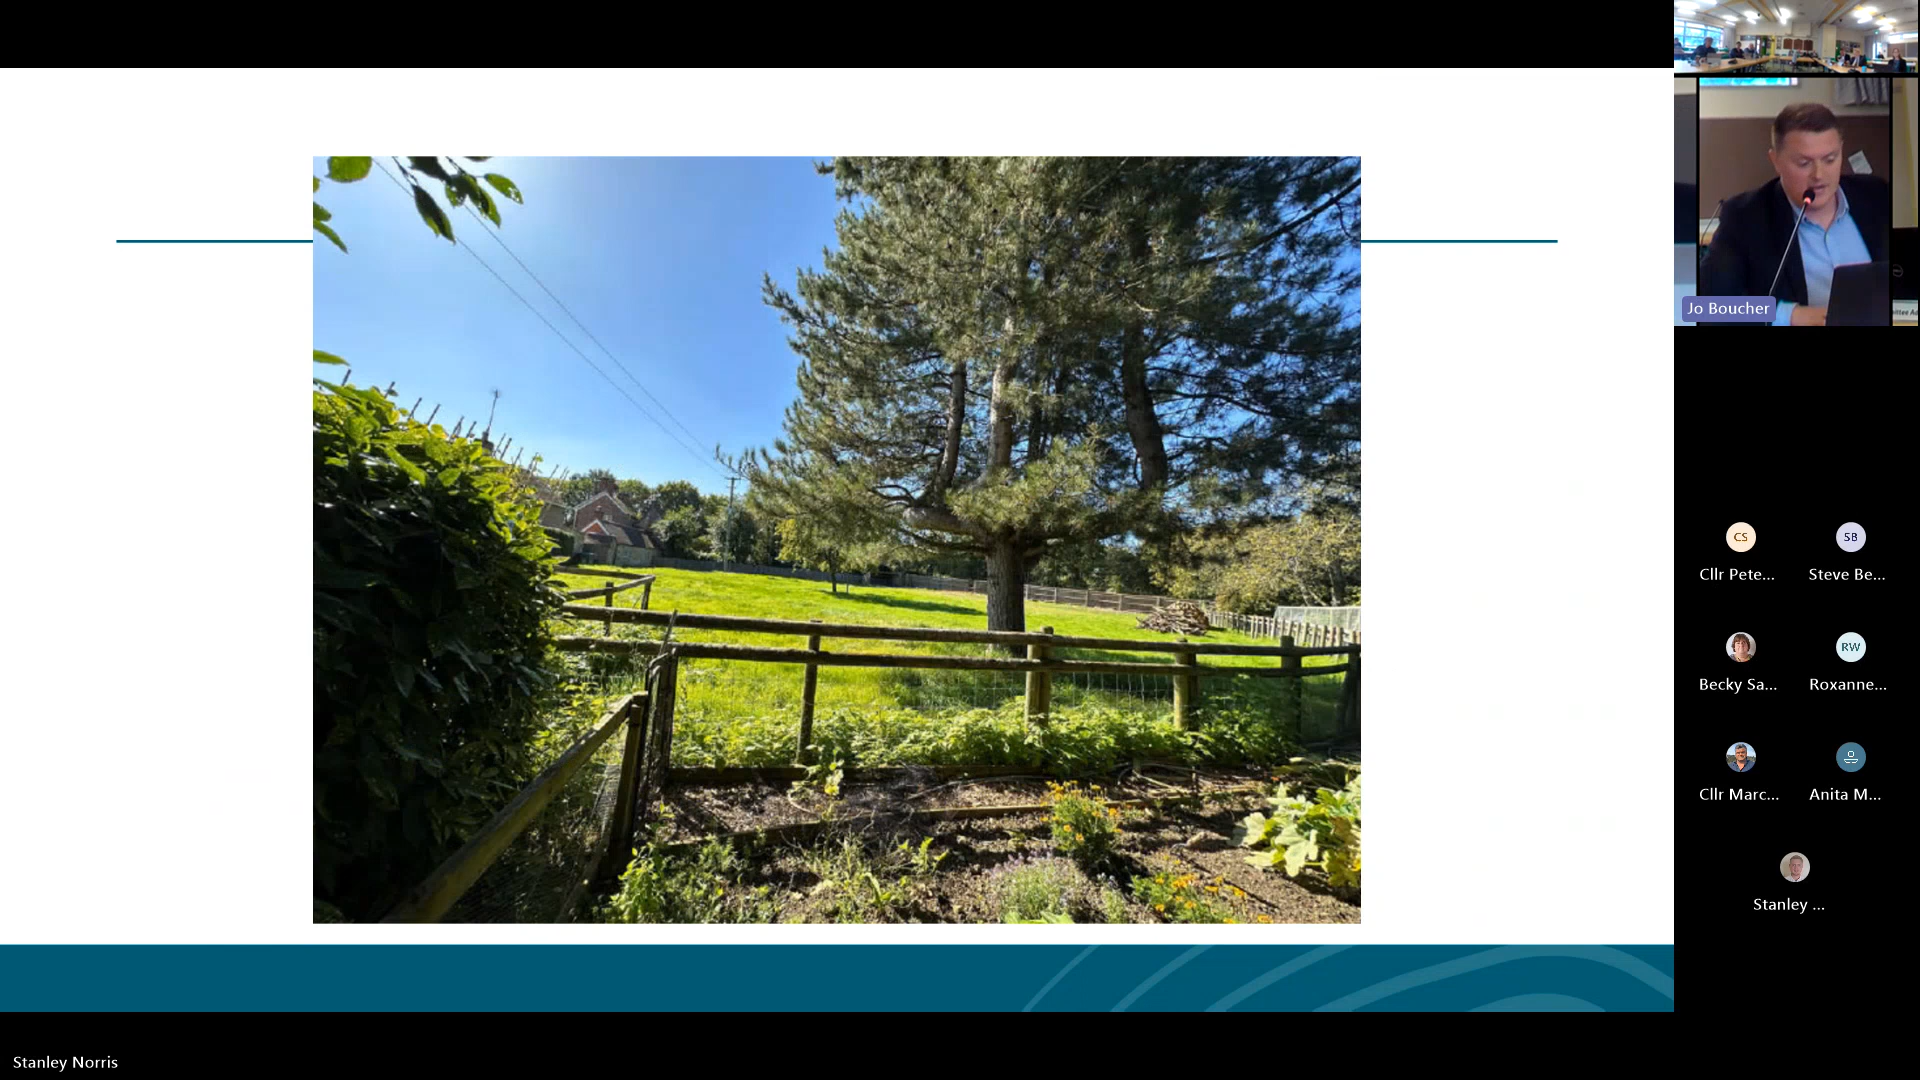 Jo Boucher
CS
SB
Cllr Pete...
Steve Be...
RW
Becky Sa...
Roxanne...
Cllr Marc...
Anita M...
Stanley ...
Stanley Norris